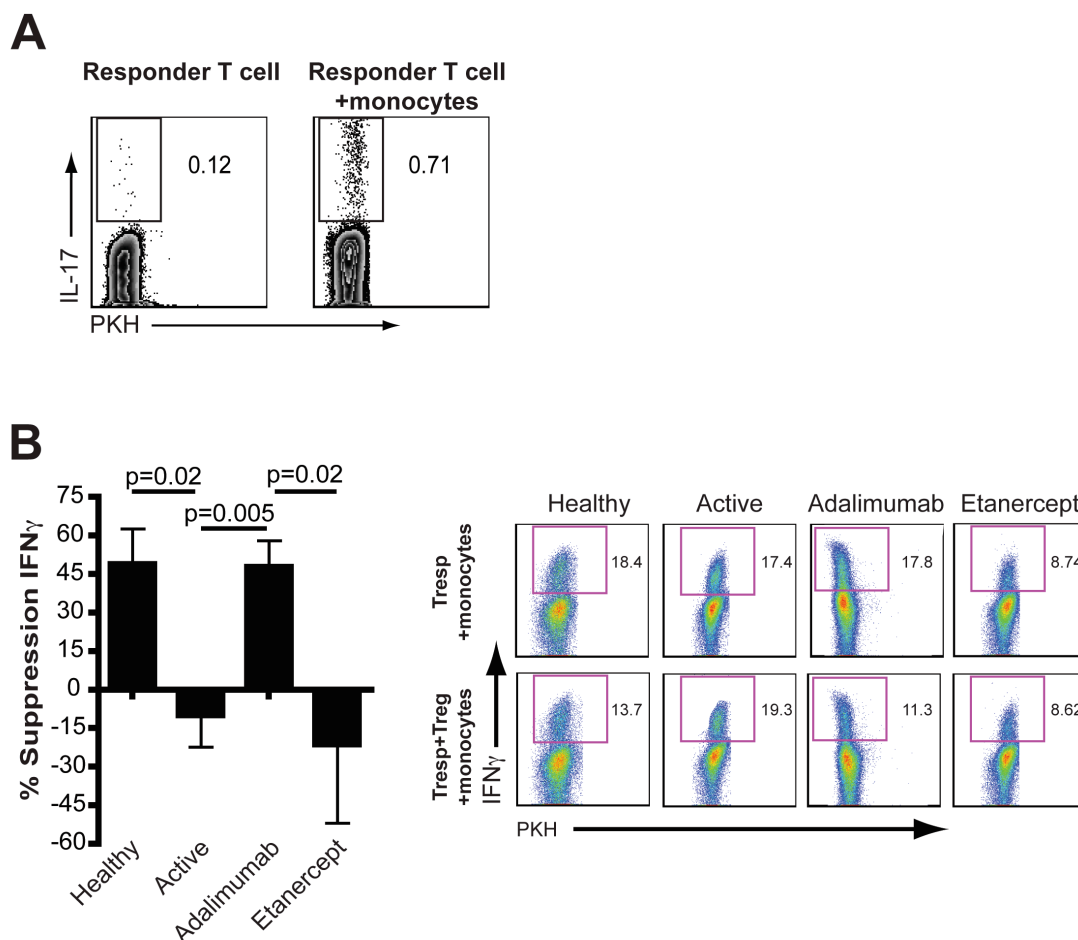 A
Responder T cell
Responder T cell
+monocytes
0.12
0.71
IL-17
PKH
B
p=0.02
p=0.02
p=0.005
75
60
45
30
15
0
-15
-30
-45
-60
% Suppression IFNγ
Healthy
Active
Adalimumab
Etanercept
Healthy
Active
Adalimumab
Etanercept
Tresp
+monocytes
18.4
17.4
17.8
8.74
Tresp+Treg
+monocytes
13.7
19.3
11.3
8.62
IFNγ
PKH